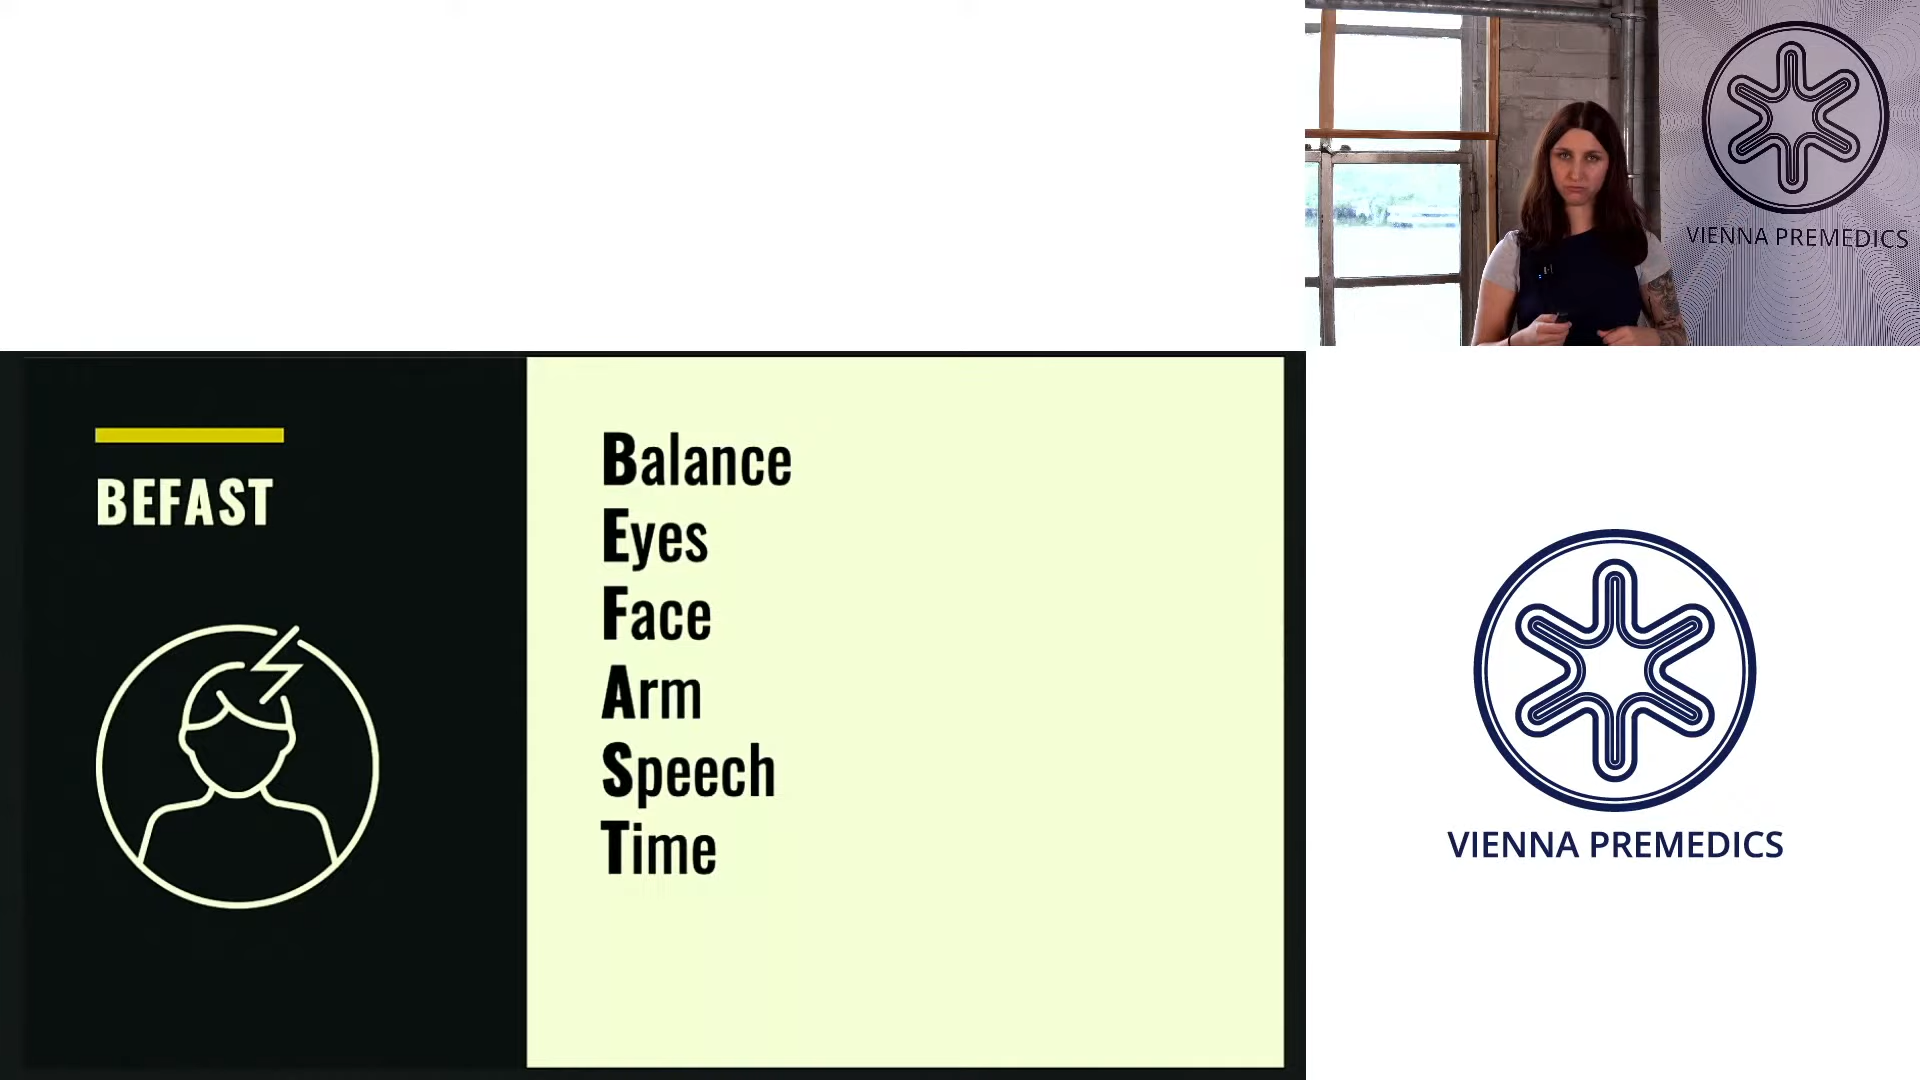 VIENNA PREMEDICS
BEFAST
Balance
Eyes
Face
Arm
Speech
Time
VIENNA PREMEDICS